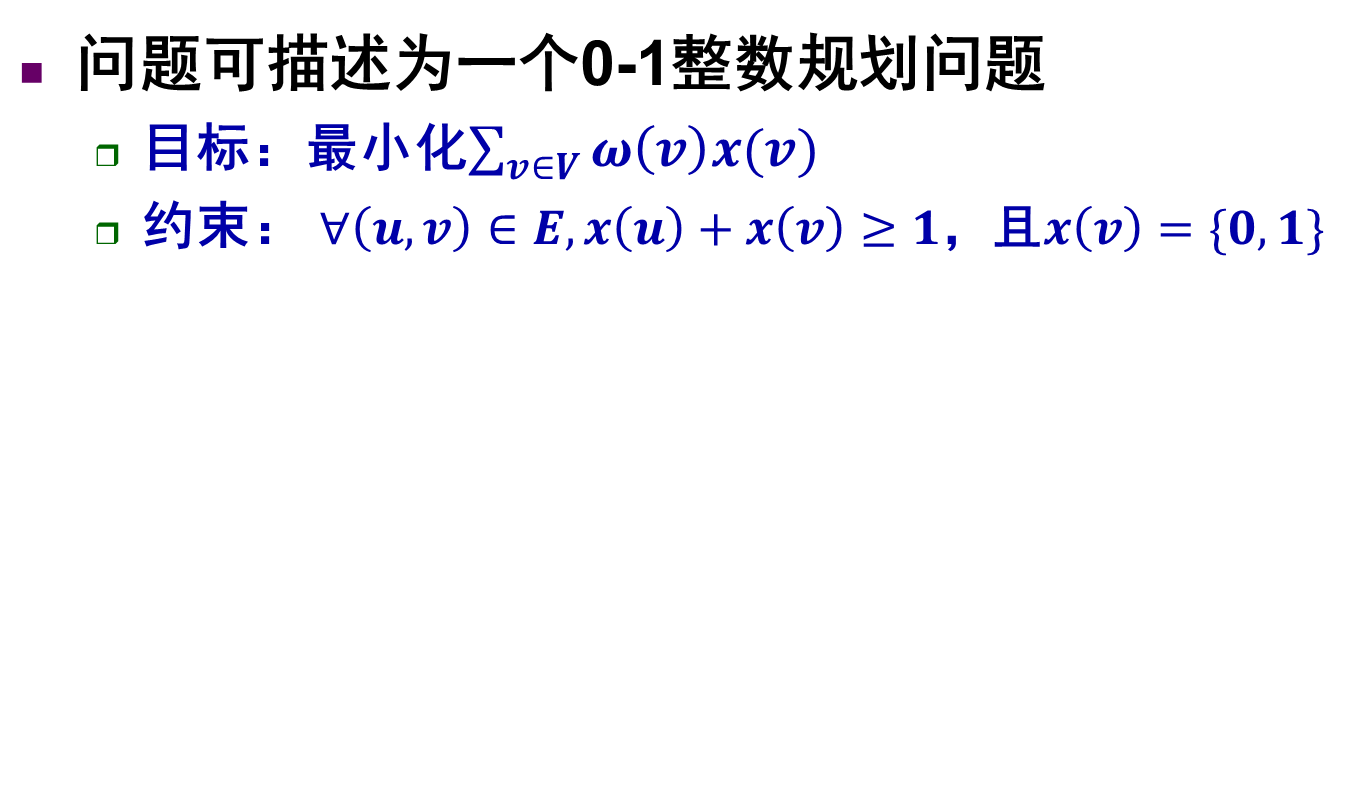 问题可描述为一个0-1整数规划问题
目标：最小化∑_{v∈V} ω(v)x(v)
约束： ∀(u,v) ∈ E, x(u) + x(v) ≥ 1，且x(v) = {0,1}